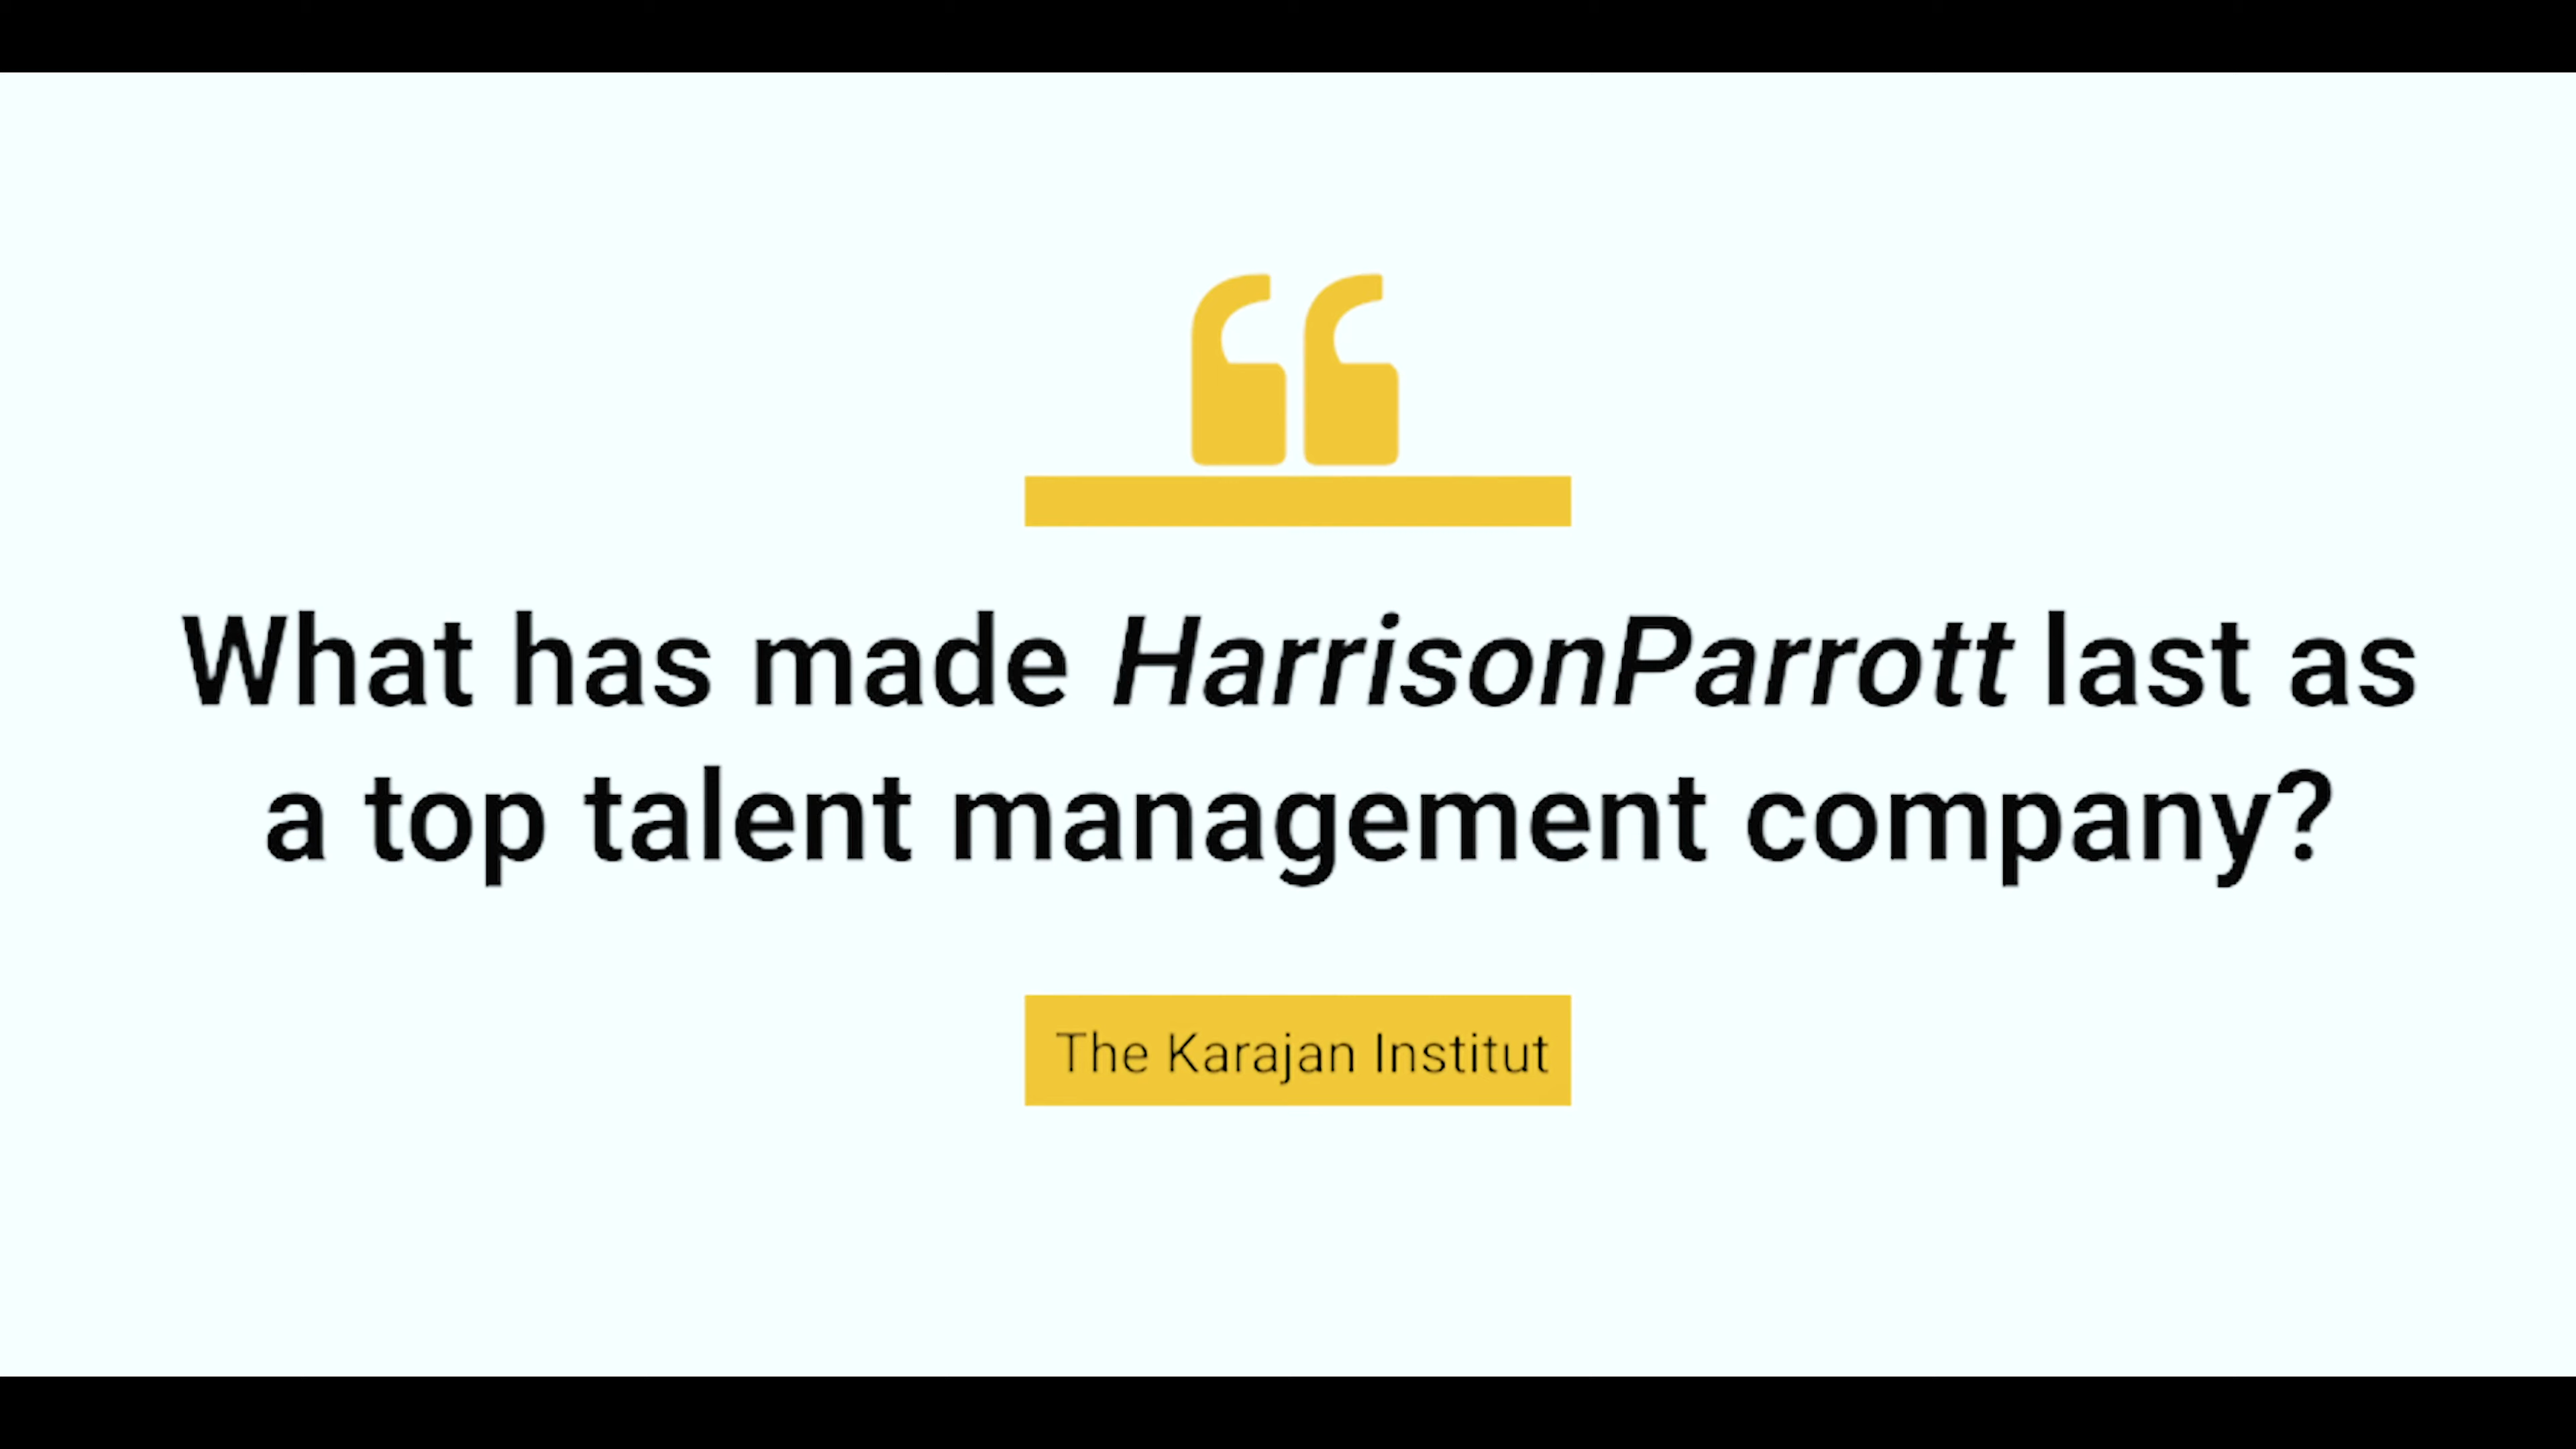 What has made HarrisonParrott last as
a top talent management company?
The Karajan Institut